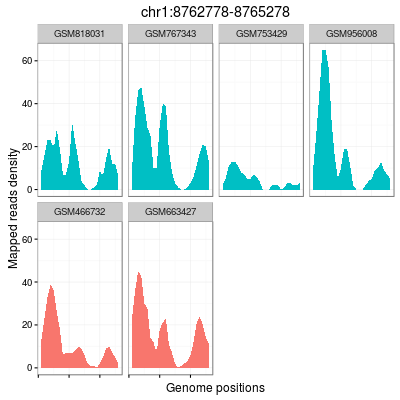 chr1:8762778-8765278
GSM818031 GSM767343 GSM753429 GSM956008
60
40
20
0
GSM466732 GSM663427
60
40
20
0
Mapped reads density
Genome positions